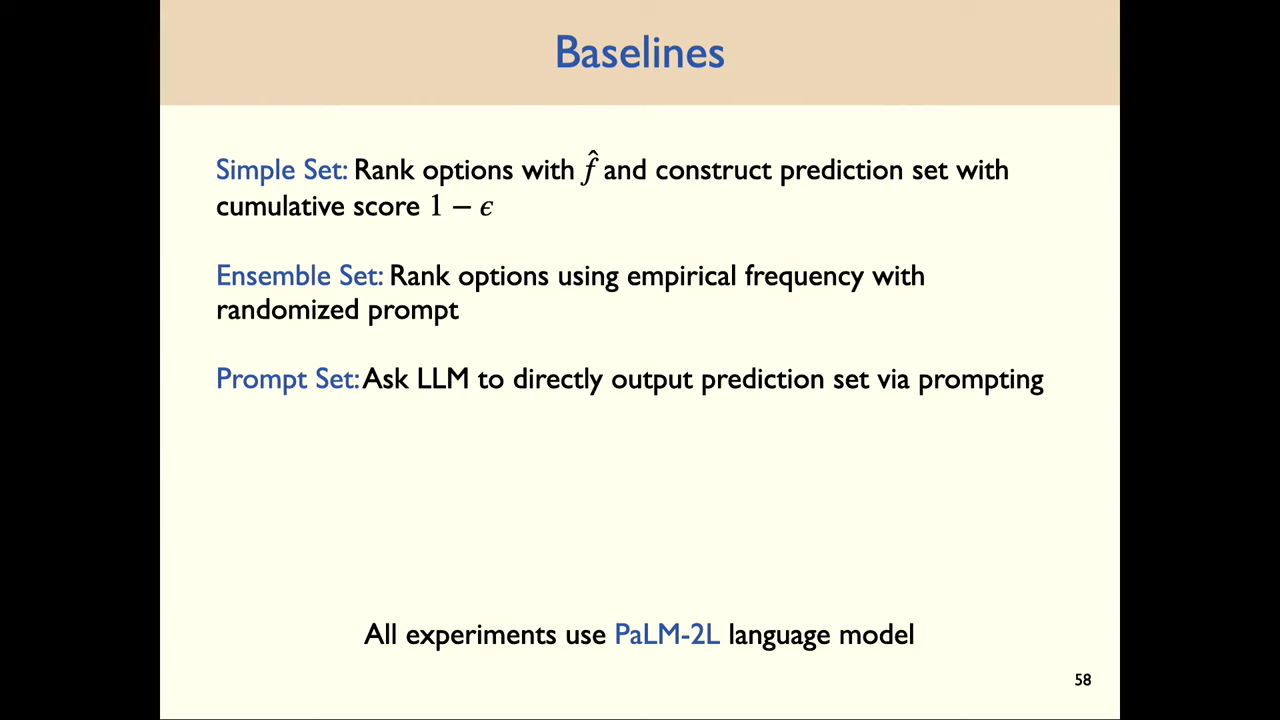 Baselines
Simple Set: Rank options with f̂ and construct prediction set with
cumulative score 1 − ϵ
Ensemble Set: Rank options using empirical frequency with
randomized prompt
Prompt Set: Ask LLM to directly output prediction set via prompting
All experiments use PaLM-2L language model
58